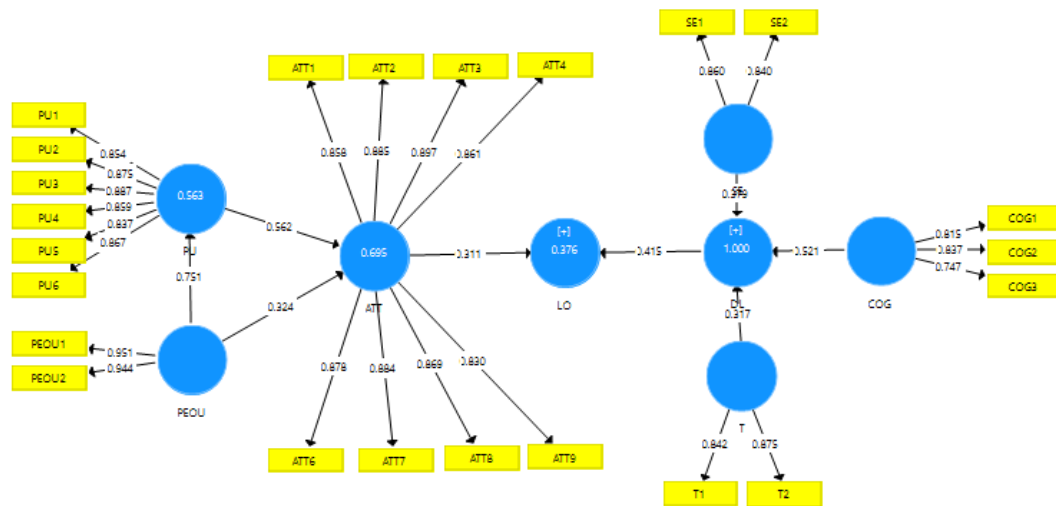 SE1
SE2
0.860
0.840
ATT1
ATT2
ATT3
ATT4
0.858
0.885
0.897
0.861
PU1
PU2
PU3
PU4
PU5
PU6
0.854
0.875
0.887
0.859
0.837
0.867
0.563
PU
0.562
0.751
0.695
ATT
0.324
0.311
[+]
0.376
LO
0.415
SE
0.379
[+]
1.000
DL
0.521
COG
0.815
0.837
0.747
COG1
COG2
COG3
0.317
T
PEOU1
PEOU2
0.951
0.944
PEOU
0.878
0.884
0.869
0.830
ATT6
ATT7
ATT8
ATT9
0.842
0.875
T1
T2